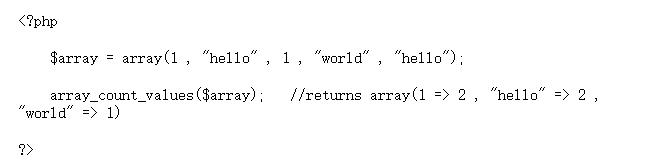 <?php
$array = array(1 , "hello" , 1 , "world" , "hello");
array_count_values($array);   //returns array(1 => 2 , "hello" => 2 ,
"world" => 1)
?>